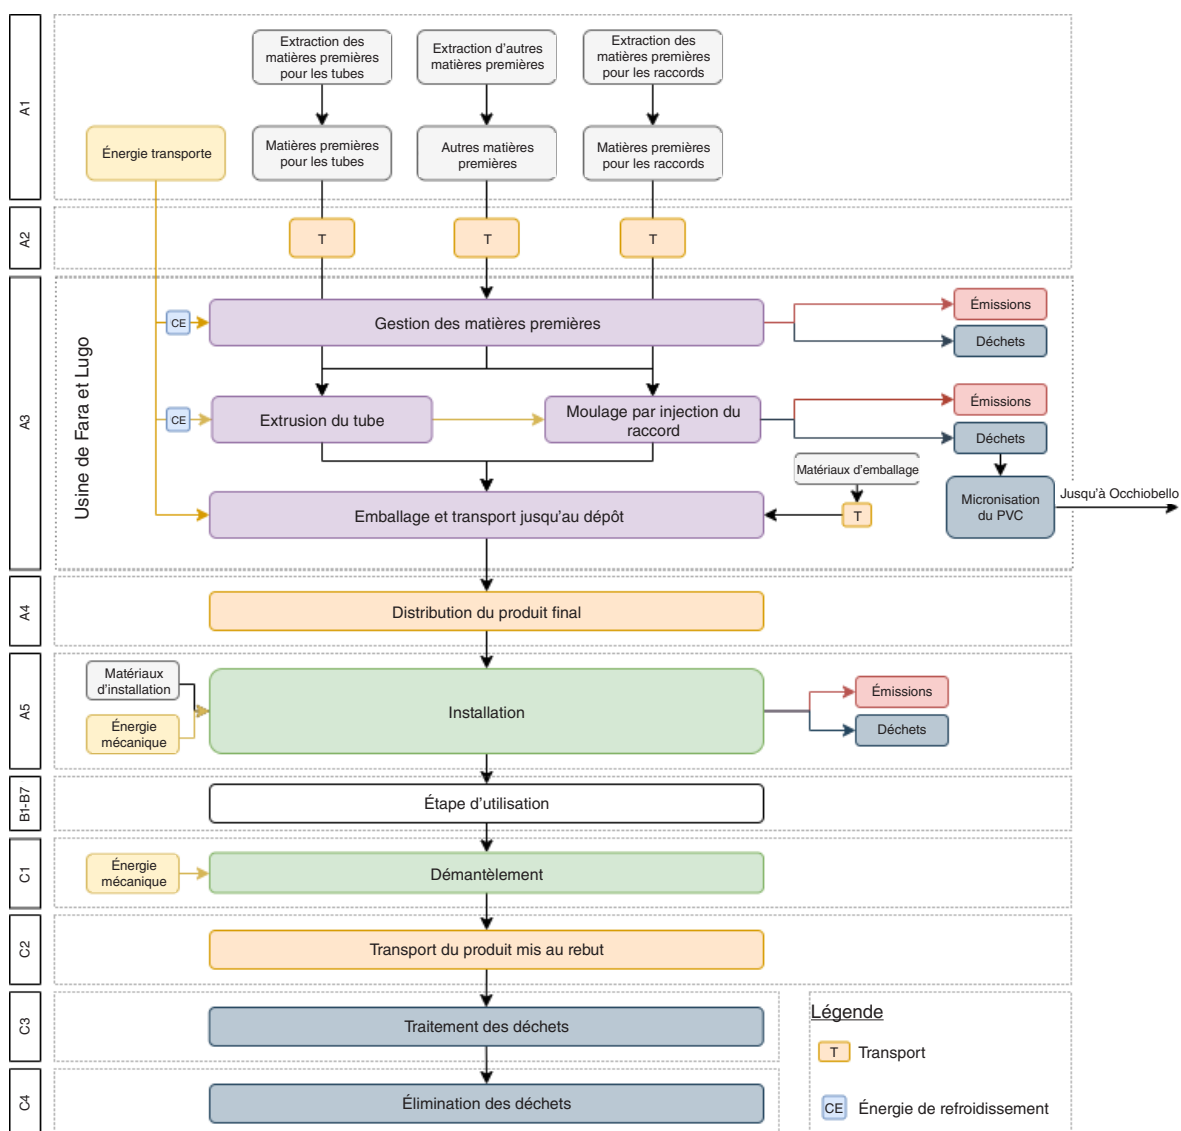 A1
Extraction des
matières premières
pour les tubes
Extraction d'autres
matières premières
Extraction des
matières premières
pour les raccords
Énergie transporte
Matières premières
pour les tubes
Autres matières
premières
Matières premières
pour les raccords
A2
T
T
T
A3
Usine de Fara et Lugo
CE
Gestion des matières premières
Émissions
Déchets
CE
Extrusion du tube
Moulage par injection du
raccord
Émissions
Déchets
Matériaux d'emballage
T
Emballage et transport jusqu'au dépôt
Micronisation
du PVC
Jusqu'à Occhiobello
A4
Distribution du produit final
A5
Matériaux
d'installation
Énergie
mécanique
Installation
Émissions
Déchets
B1-B7
Étape d'utilisation
C1
Énergie
mécanique
Démantèlement
C2
Transport du produit mis au rebut
C3
Traitement des déchets
C4
Élimination des déchets
Légende
T Transport
CE Énergie de refroidissement